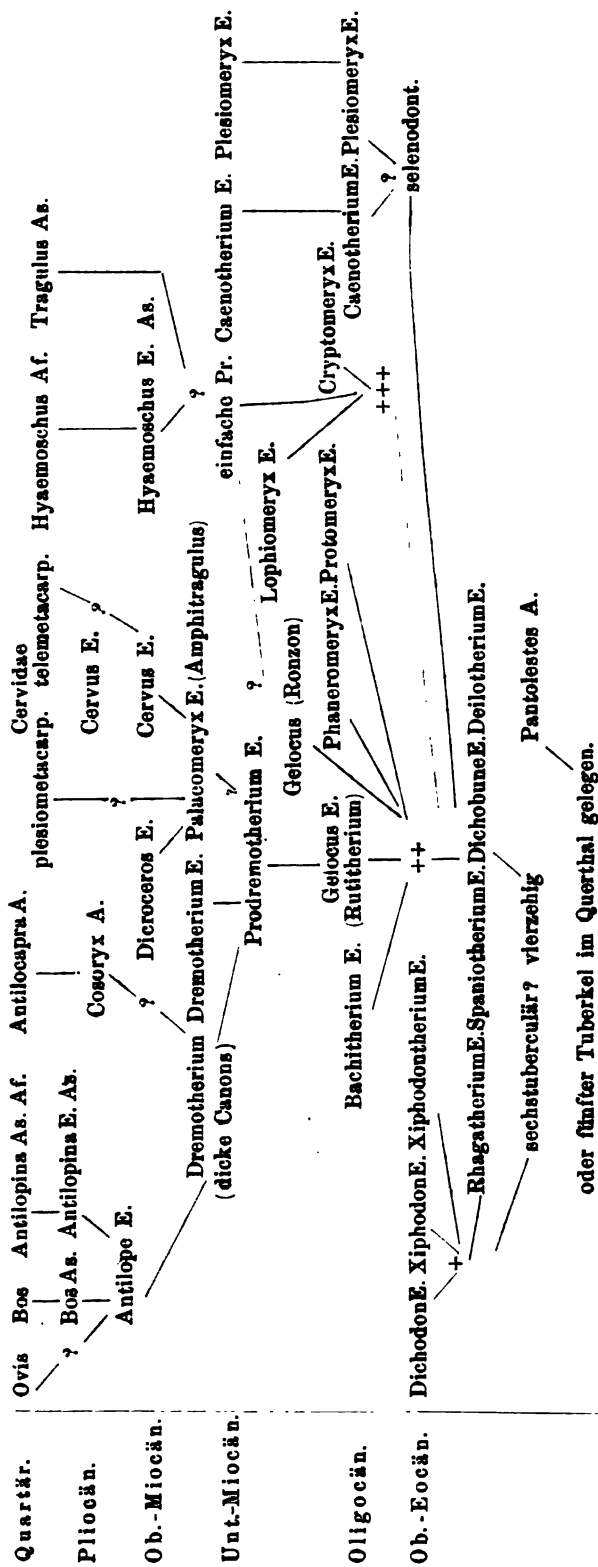 Cervidae
Quartär. Ovis Bos Antilopina As. Af. Antilocapra A. plesiometacarp. telemetacarp. Hyaemoschus Af. Tragulus As.
Pliocän. ? Bos As. Antilopina E. As. Cosoryx A. ? Cervus E. ?
Antilope E.
Ob.-Miocän. ? Dicroceros E. Cervus E. Hyaemoschus E. As.
?
Dremotherium Dremotherium E. Palaeomeryx E. (Amphitragulus)
(dicke Canons) ?
Unt.-Miocän. Prodremotherium E. ? einfache Pr. Caenotherium E. Plesiomeryx E.
Lophiomeryx E.
Gelocus (Ronzon)
Oligocän. Bachitherium E. Gelocus E. Phaneromeryx E. Protomeryx E. Cryptomeryx E. Caenotherium E. Plesiomeryx E.
(Rutitherium)
+++ ?
Ob.-Eocän. Dichodon E. Xiphodon E. Xiphodontherium E. ++ selenodont.
+
Rhagatherium E. Spaniotherium E. Dichobune E. Deilotherium E.
sechstuberculär? vierzehig Pantolestes A.
oder fünfter Tuberkel im Querthal gelegen.